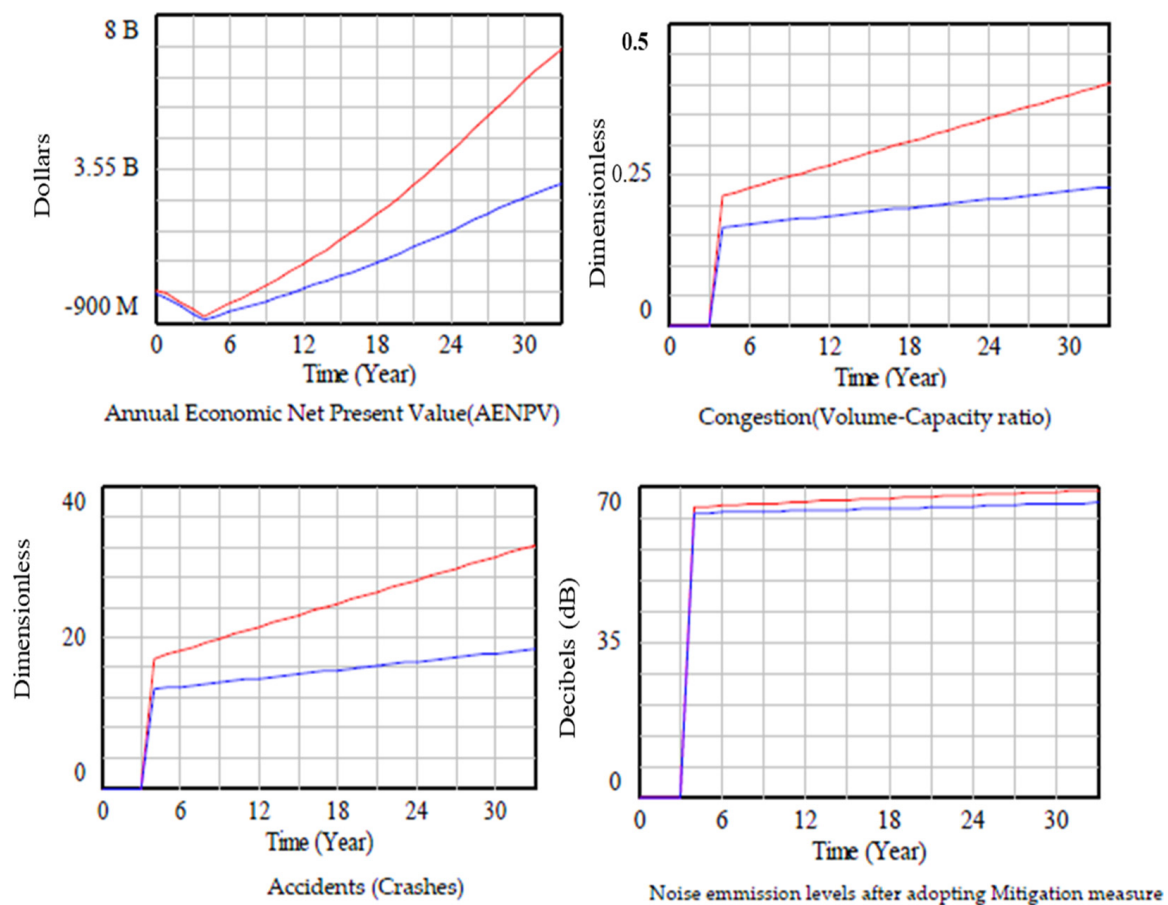 8 B
3.55 B
-900 M
Dollars
0 6 12 18 24 30
Time (Year)
Annual Economic Net Present Value(AENPV)
0.5
0.25
0
Dimensionless
0 6 12 18 24 30
Time (Year)
Congestion(Volume-Capacity ratio)
40
20
0
Dimensionless
0 6 12 18 24 30
Time (Year)
Accidents (Crashes)
70
35
0
Decibels (dB)
0 6 12 18 24 30
Time (Year)
Noise emmission levels after adopting Mitigation measure